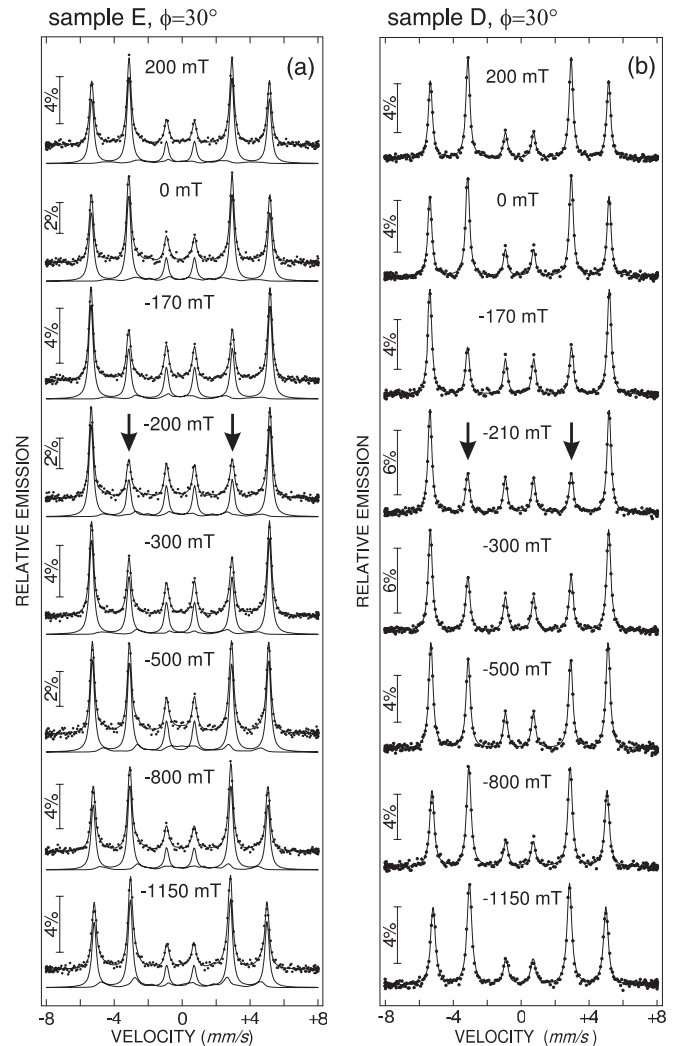 sample E, ϕ=30°
sample D, ϕ=30°
(a)
200 mT
4%
0 mT
2%
-170 mT
4%
-200 mT
2%
-300 mT
4%
-500 mT
2%
-800 mT
4%
-1150 mT
4%
RELATIVE EMISSION
-8 -4 0 +4 +8
VELOCITY (mm/s)
(b)
200 mT
4%
0 mT
4%
-170 mT
4%
-210 mT
6%
-300 mT
6%
-500 mT
4%
-800 mT
4%
-1150 mT
4%
RELATIVE EMISSION
-8 -4 0 +4 +8
VELOCITY (mm/s)